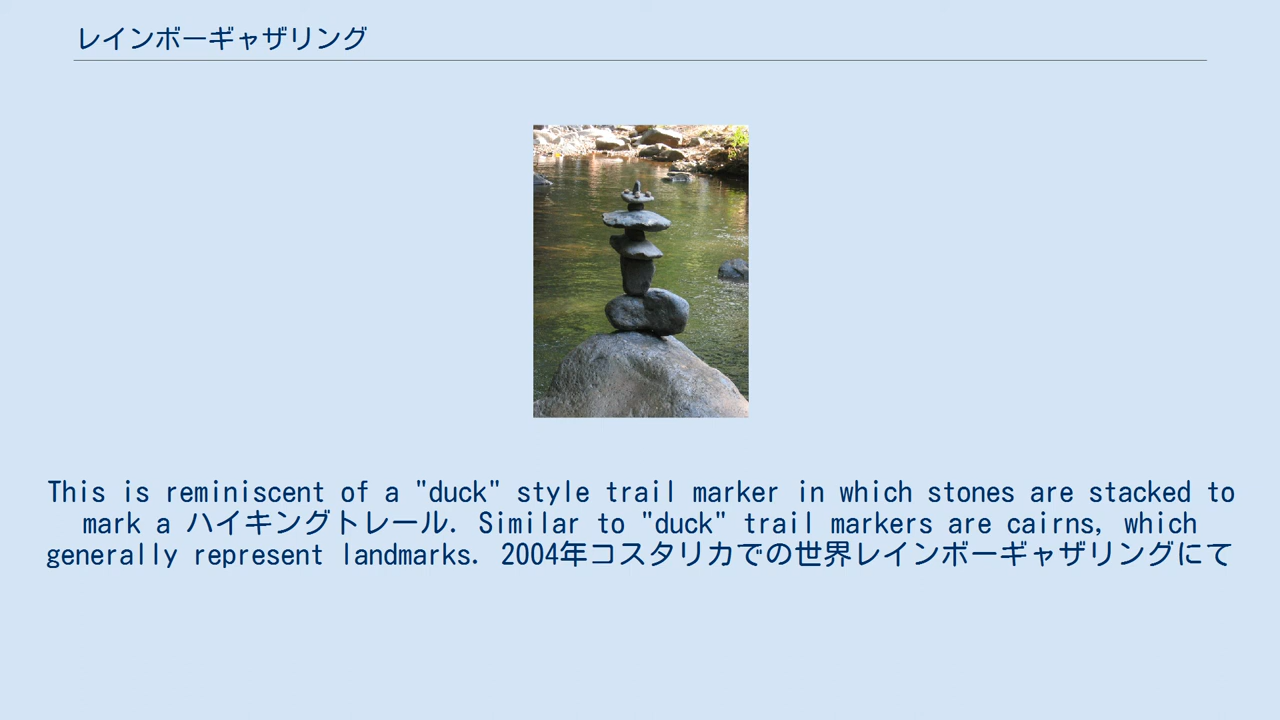 レインボーギャザリング
This is reminiscent of a "duck" style trail marker in which stones are stacked to
mark a ハイキングトレール. Similar to "duck" trail markers are cairns, which
generally represent landmarks. 2004年コスタリカでの世界レインボーギャザリングにて